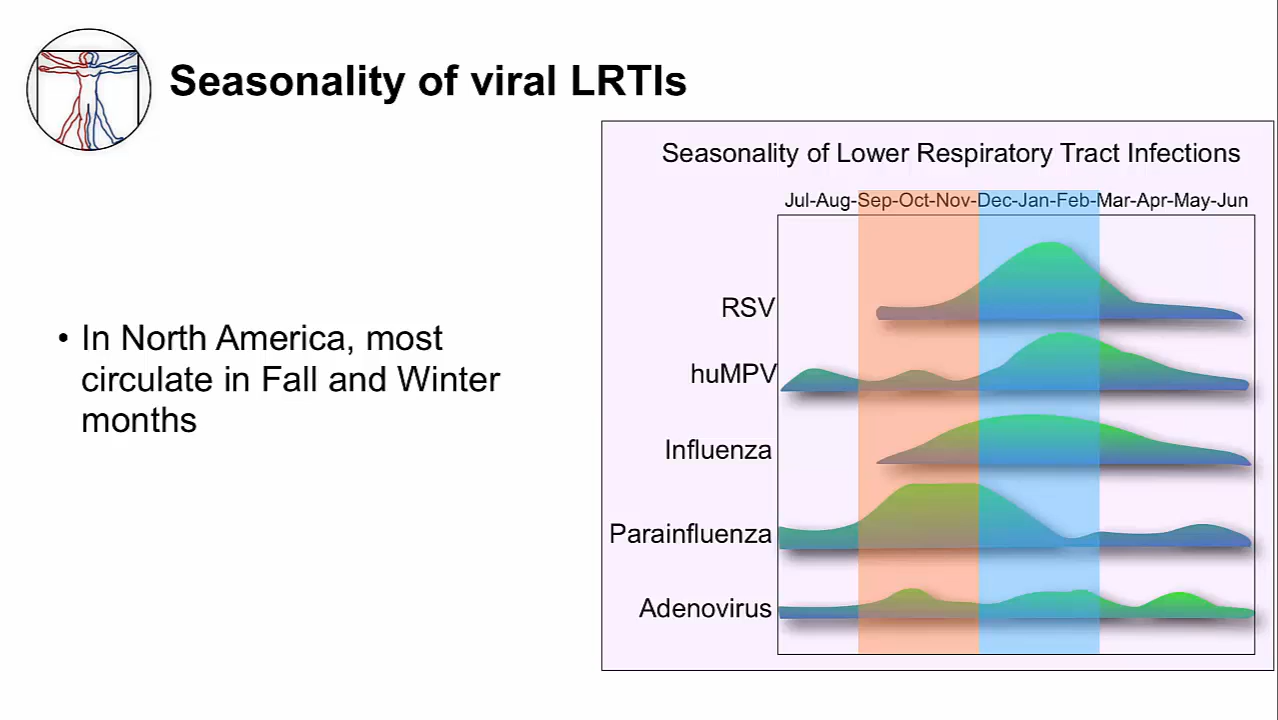 Seasonality of viral LRTIs
• In North America, most
circulate in Fall and Winter
months
Seasonality of Lower Respiratory Tract Infections
Jul-Aug-Sep-Oct-Nov-Dec-Jan-Feb-Mar-Apr-May-Jun
RSV
huMPV
Influenza
Parainfluenza
Adenovirus